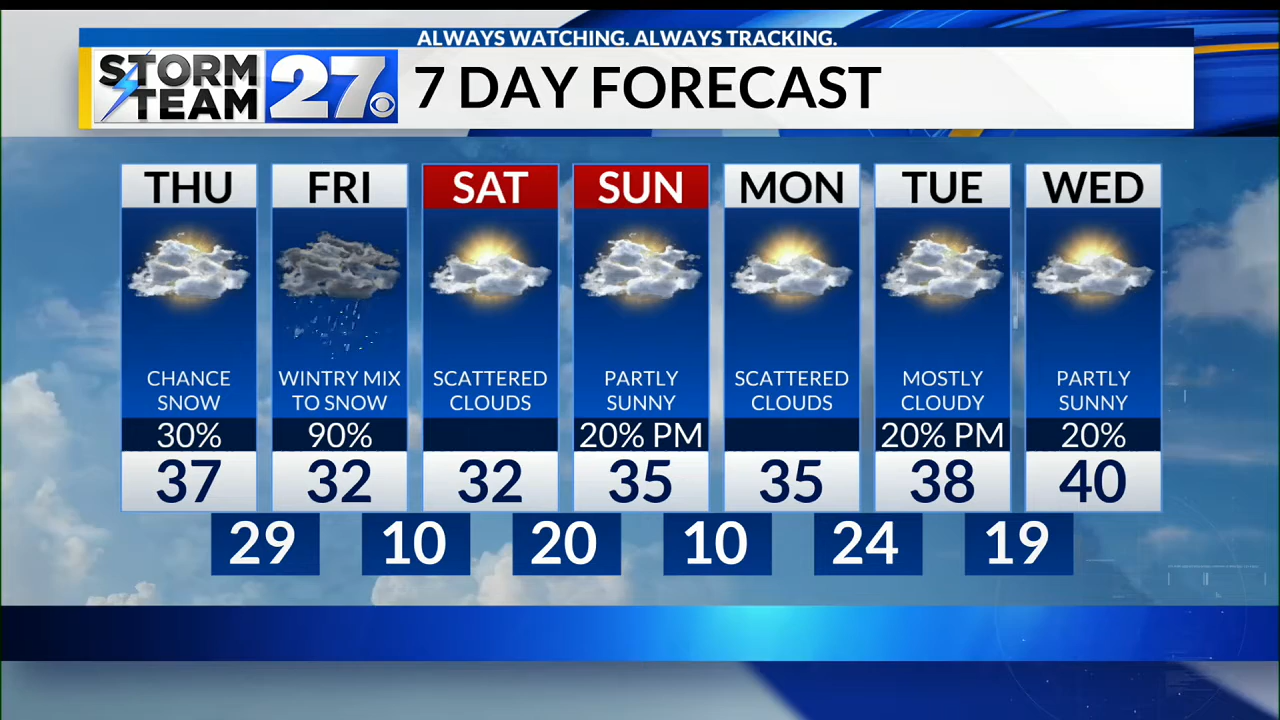 ALWAYS WATCHING. ALWAYS TRACKING.
STORM
TEAM
27
7 DAY FORECAST
THU
FRI
SAT
SUN
MON
TUE
WED
CHANCE
SNOW
WINTRY MIX
TO SNOW
SCATTERED
CLOUDS
PARTLY
SUNNY
SCATTERED
CLOUDS
MOSTLY
CLOUDY
PARTLY
SUNNY
30%
90%
20% PM
20% PM
20%
37
32
32
35
35
38
40
29
10
20
10
24
19